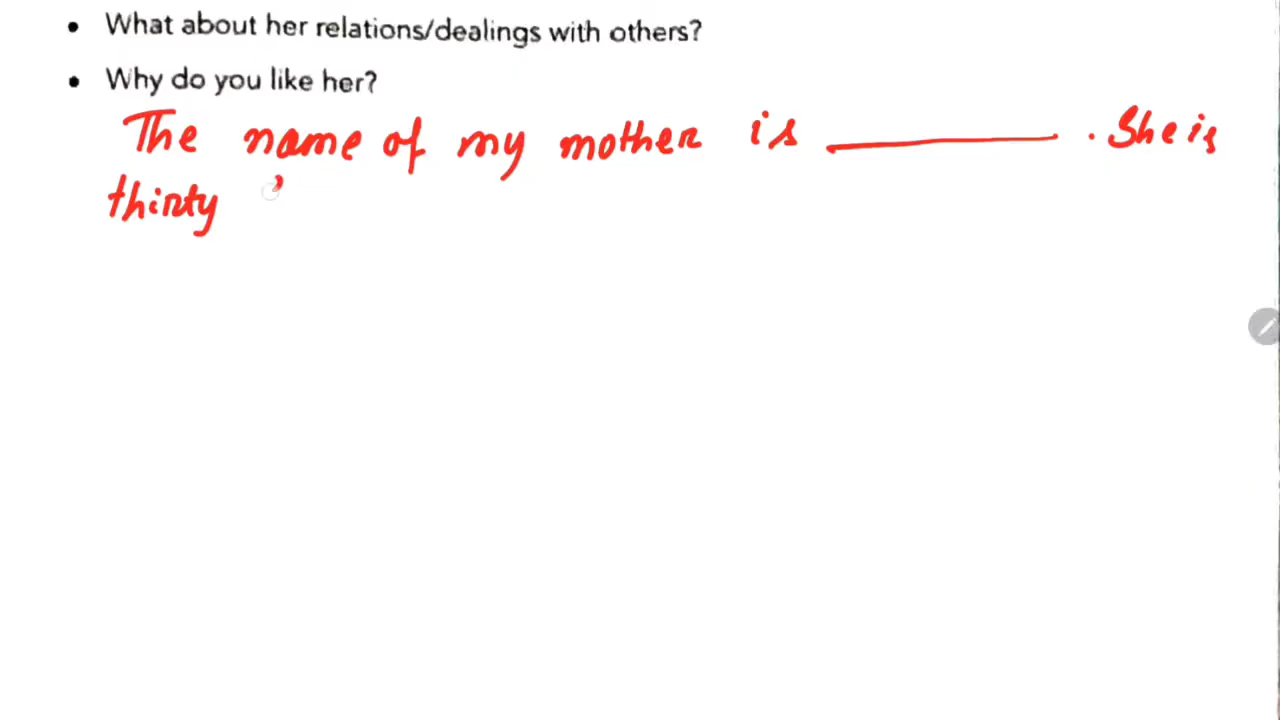 • What about her relations/dealings with others?
• Why do you like her?
The name of my mother is __________ . She is
thirty